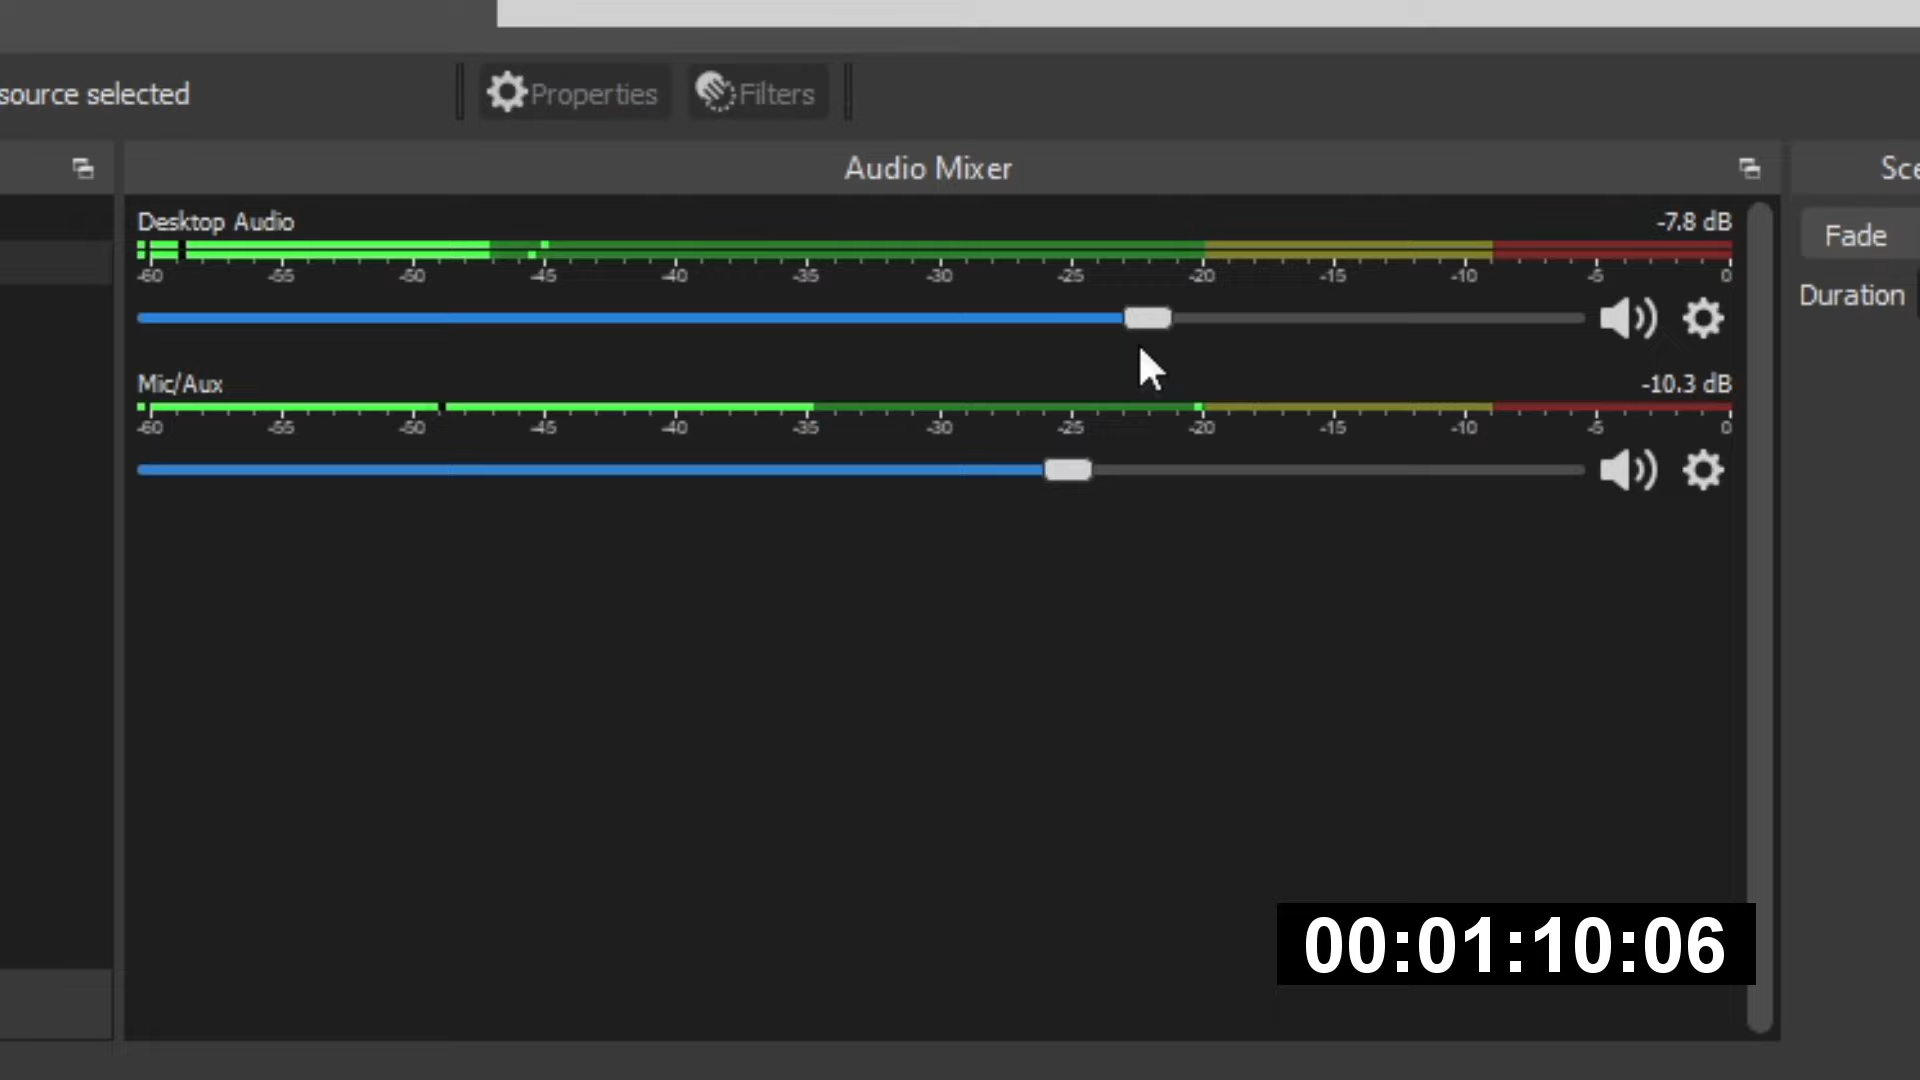 source selected
Properties
Filters
Audio Mixer
Sce
Desktop Audio
-7.8 dB
-60 -55 -50 -45 -40 -35 -30 -25 -20 -15 -10 -5 0
Fade
Duration
Mic/Aux
-10.3 dB
-60 -55 -50 -45 -40 -35 -30 -25 -20 -15 -10 -5 0
00:01:10:06